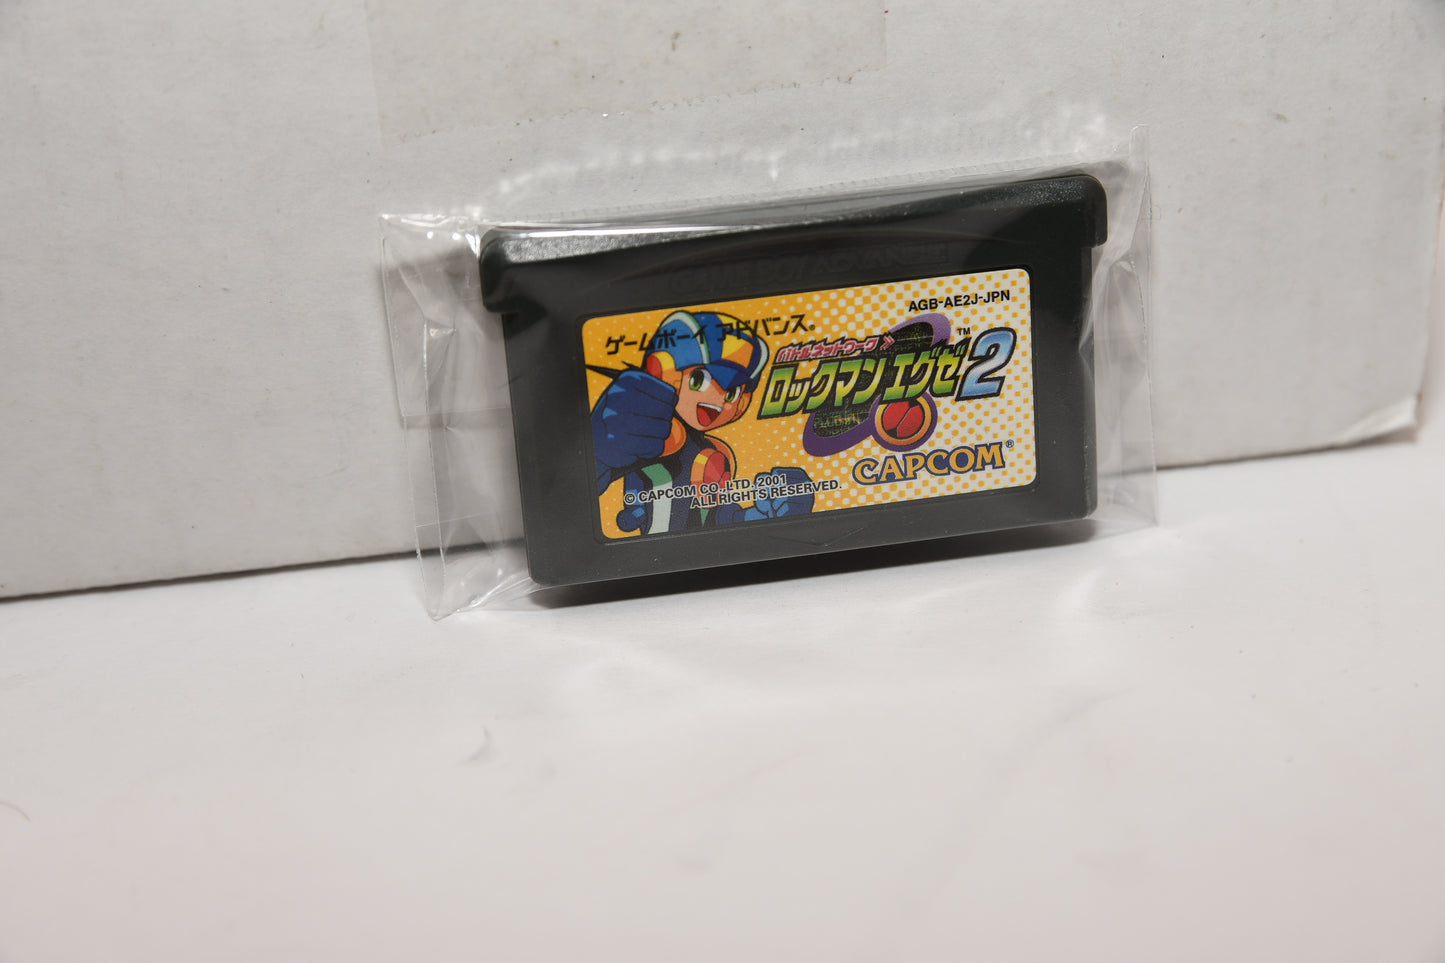 GAME BOY ADVANCE
AGB-AE2J-JPN
ゲームボーイ アドバンス®
バトルネットワーク
ロックマン エグゼ2™
CAPCOM®
© CAPCOM CO., LTD. 2001
ALL RIGHTS RESERVED.